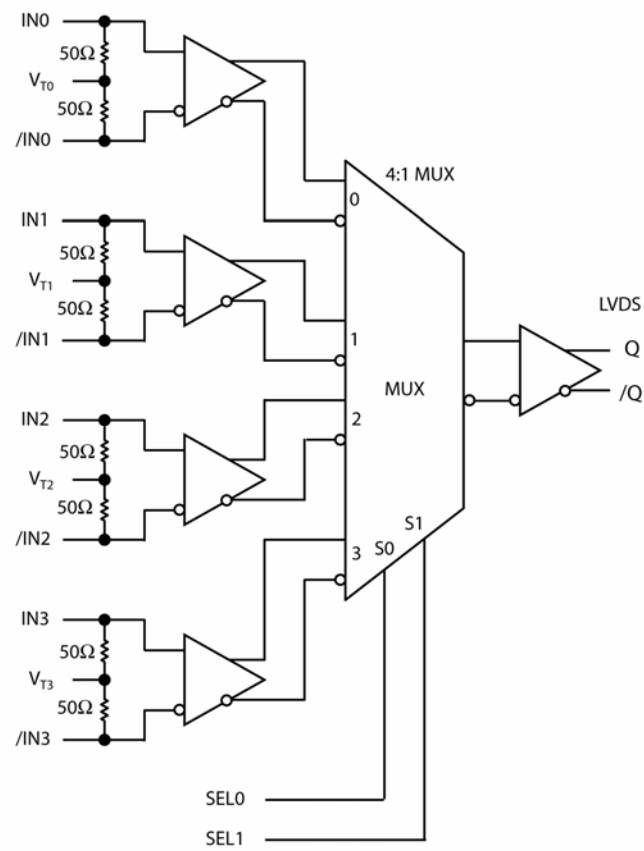 IN0
50Ω
VT0
50Ω
/IN0
4:1 MUX
0
IN1
50Ω
VT1
50Ω
/IN1
1
LVDS
Q
/Q
MUX
IN2
50Ω
VT2
50Ω
/IN2
2
S1
S0
3
IN3
50Ω
VT3
50Ω
/IN3
SEL0
SEL1